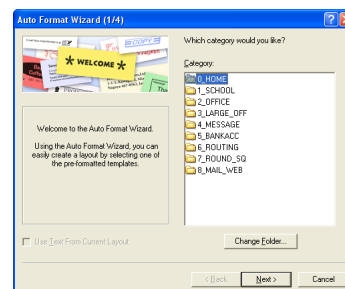 Auto Format Wizard (1/4)
Which category would you like?
COPY
* WELCOME *
Category:
0_HOME
1_SCHOOL
2_OFFICE
3_LARGE_OFF
4_MESSAGE
5_BANKACC
6_ROUTING
7_ROUND_SQ
8_MAIL_WEB
Welcome to the Auto Format Wizard.
Using the Auto Format Wizard, you can
easily create a layout by selecting one of
the pre-formatted templates.
Use Text From Current Layout
Change Folder...
< Back
Next >
Cancel